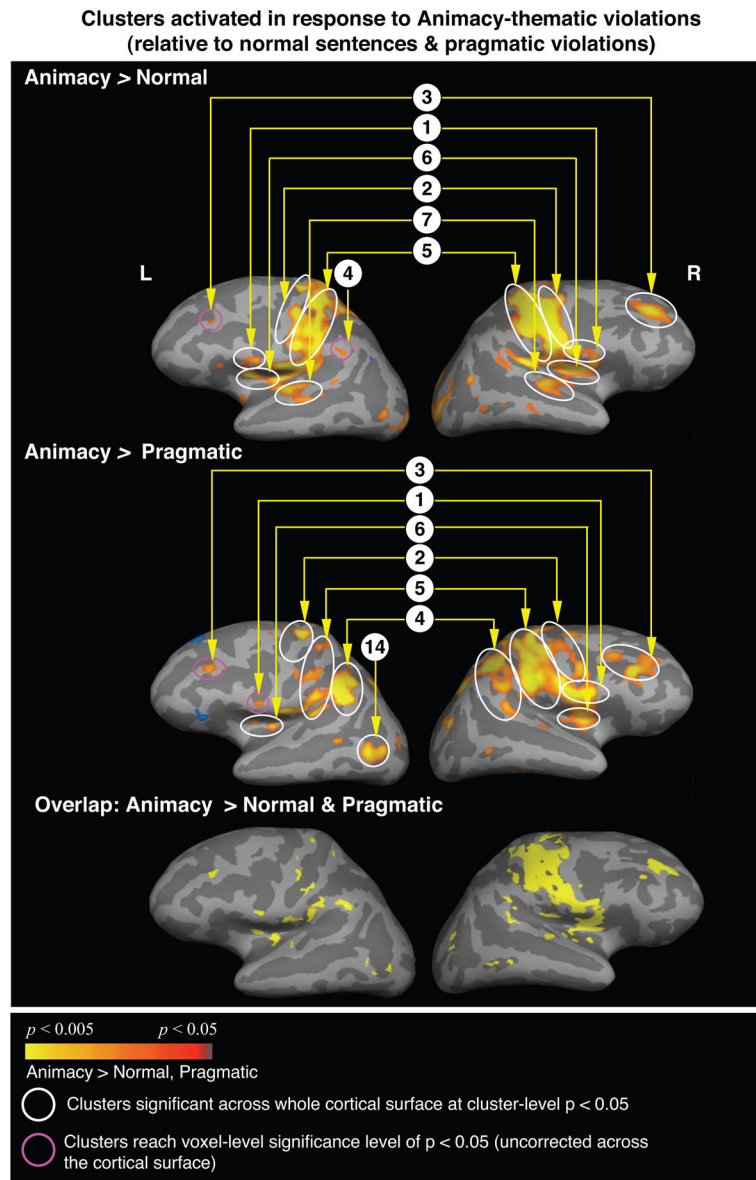 Clusters activated in response to Animacy-thematic violations
(relative to normal sentences & pragmatic violations)
Animacy > Normal
3
1
6
2
7
5
4
L
R
Animacy > Pragmatic
3
1
6
2
5
4
14
Overlap: Animacy > Normal & Pragmatic
p < 0.005 p < 0.05
Animacy > Normal, Pragmatic
Clusters significant across whole cortical surface at cluster-level p < 0.05
Clusters reach voxel-level significance level of p < 0.05 (uncorrected across
the cortical surface)